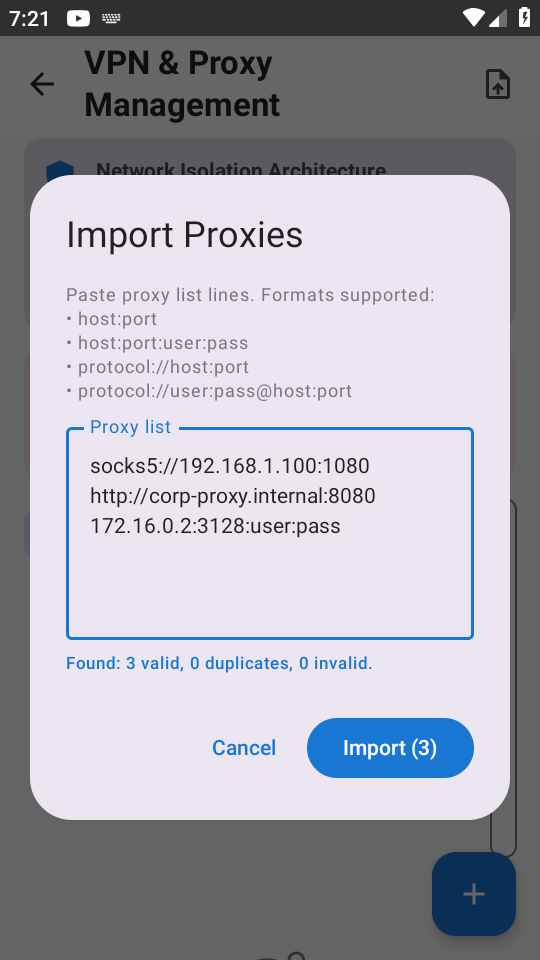 7:21
VPN & Proxy
Management
Network Isolation Architecture
Import Proxies
Paste proxy list lines. Formats supported:
• host:port
• host:port:user:pass
• protocol://host:port
• protocol://user:pass@host:port
Proxy list
socks5://192.168.1.100:1080
http://corp-proxy.internal:8080
172.16.0.2:3128:user:pass
Found: 3 valid, 0 duplicates, 0 invalid.
Cancel
Import (3)